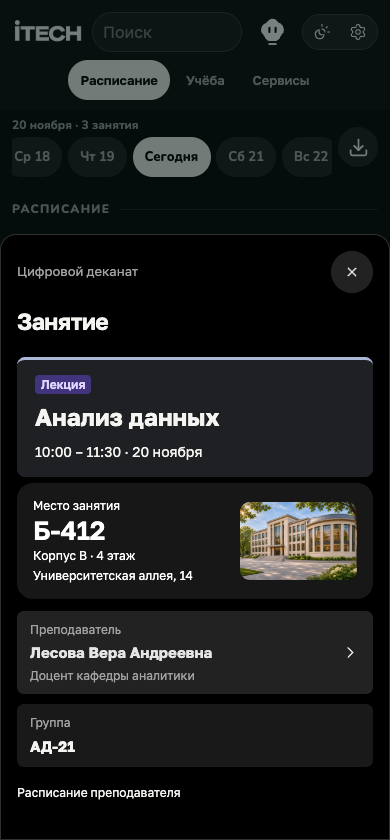 iTECH
Поиск
Расписание
Учёба
Сервисы
20 ноября · 3 занятия
Ср 18
Чт 19
Сегодня
Сб 21
Вс 22
РАСПИСАНИЕ
Цифровой деканат
Занятие
Лекция
Анализ данных
10:00 – 11:30 · 20 ноября
Место занятия
Б-412
Корпус В · 4 этаж
Университетская аллея, 14
Преподаватель
Лесова Вера Андреевна
Доцент кафедры аналитики
Группа
АД-21
Расписание преподавателя